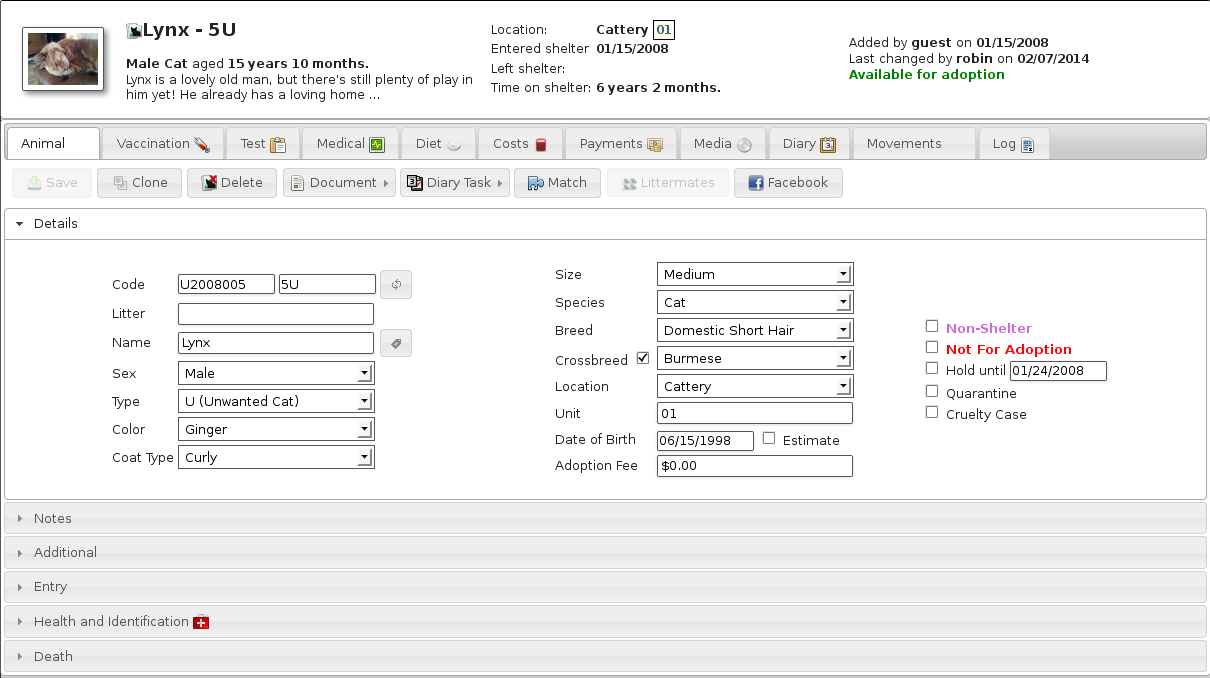 Lynx - 5U
Male Cat aged 15 years 10 months.
Lynx is a lovely old man, but there's still plenty of play in
him yet! He already has a loving home ...
Location: Cattery 01
Entered shelter 01/15/2008
Left shelter:
Time on shelter: 6 years 2 months.
Added by guest on 01/15/2008
Last changed by robin on 02/07/2014
Available for adoption
Animal Vaccination Test Medical Diet Costs Payments Media Diary Movements Log
Save Clone Delete Document Diary Task Match Littermates Facebook
Details
Code U2008005 5U
Litter
Name Lynx
Sex Male
Type U (Unwanted Cat)
Color Ginger
Coat Type Curly
Size Medium
Species Cat
Breed Domestic Short Hair
Crossbreed Burmese
Location Cattery
Unit 01
Date of Birth 06/15/1998 Estimate
Adoption Fee $0.00
Non-Shelter
Not For Adoption
Hold until 01/24/2008
Quarantine
Cruelty Case
Notes
Additional
Entry
Health and Identification
Death